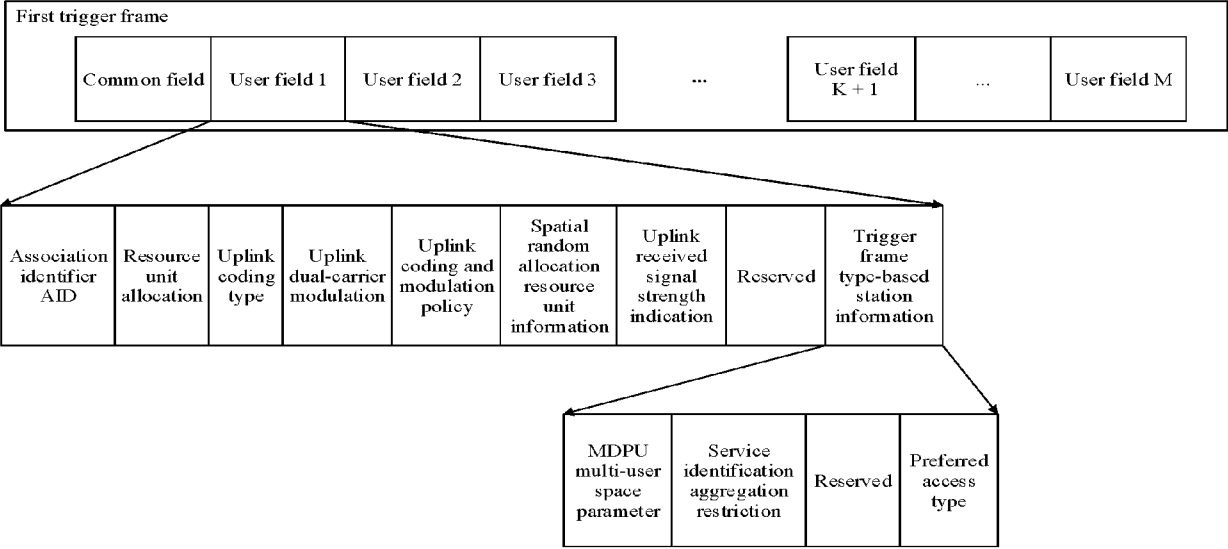 First trigger frame
Common field
User field 1
User field 2
User field 3
...
User field
K + 1
...
User field M
Association
identifier
AID
Resource
unit
allocation
Uplink
coding
type
Uplink
dual-carrier
modulation
Uplink
coding and
modulation
policy
Spatial
random
allocation
resource
unit
information
Uplink
received
signal
strength
indication
Reserved
Trigger
frame
type-based
station
information
MDPU
multi-user
space
parameter
Service
identification
aggregation
restriction
Reserved
Preferred
access
type